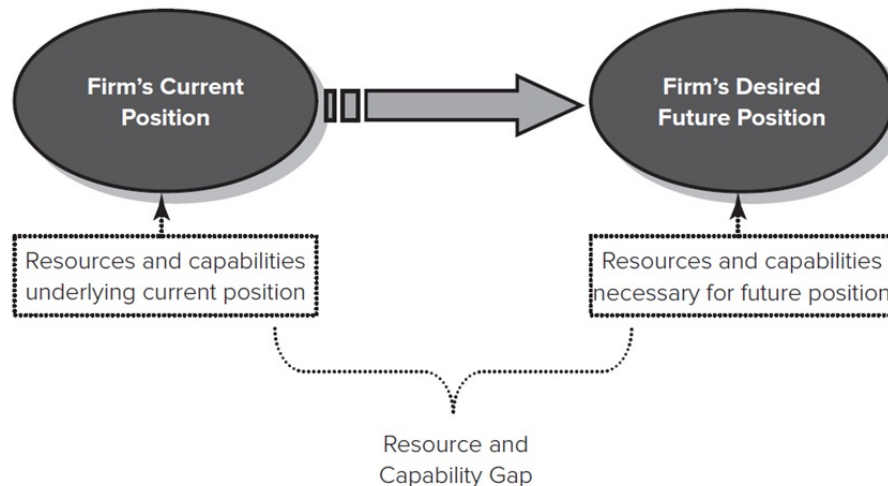 Firm's Current
Position
Firm's Desired
Future Position
Resources and capabilities
underlying current position
Resources and capabilities
necessary for future position
Resource and
Capability Gap